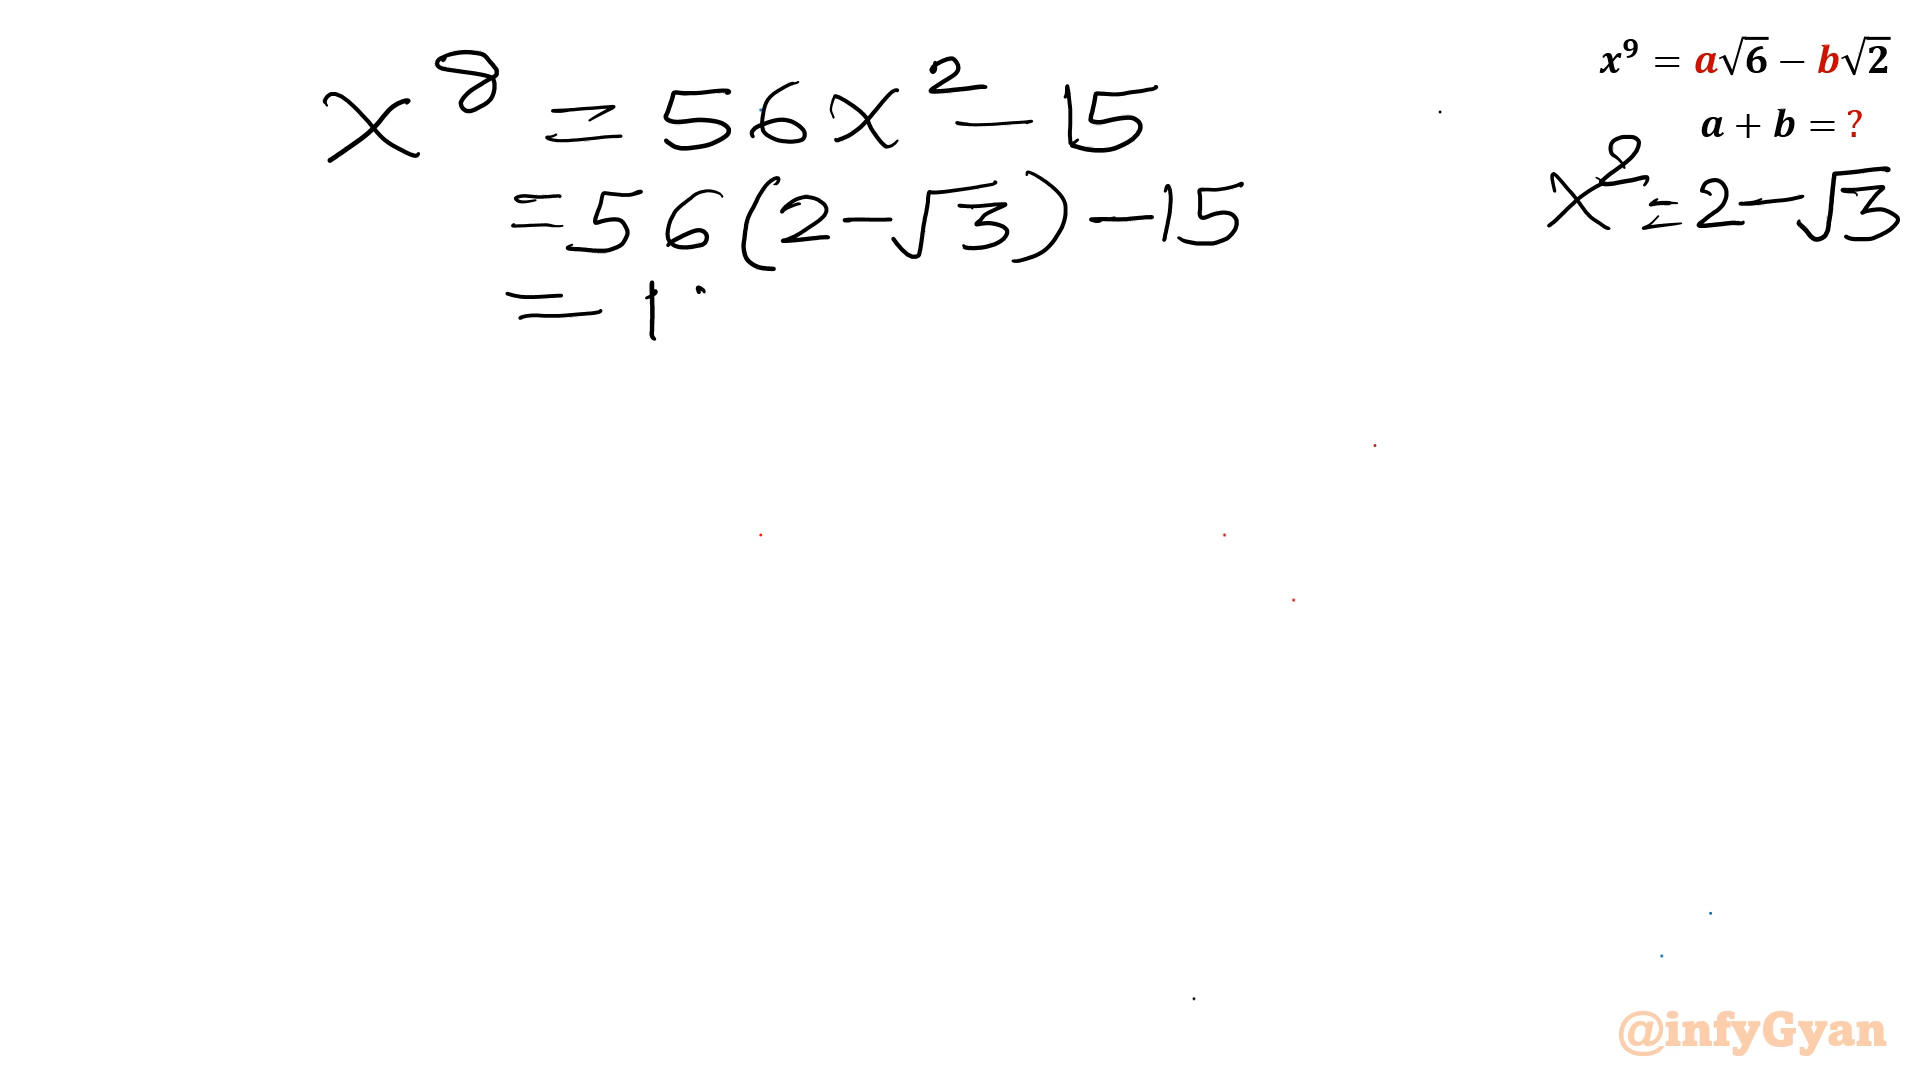 x⁸ = 56x² - 15
= 56(2 - √3) - 15
= 1
x⁹ = a√6 − b√2
a + b = ?
x² = 2 - √3
@infyGyan